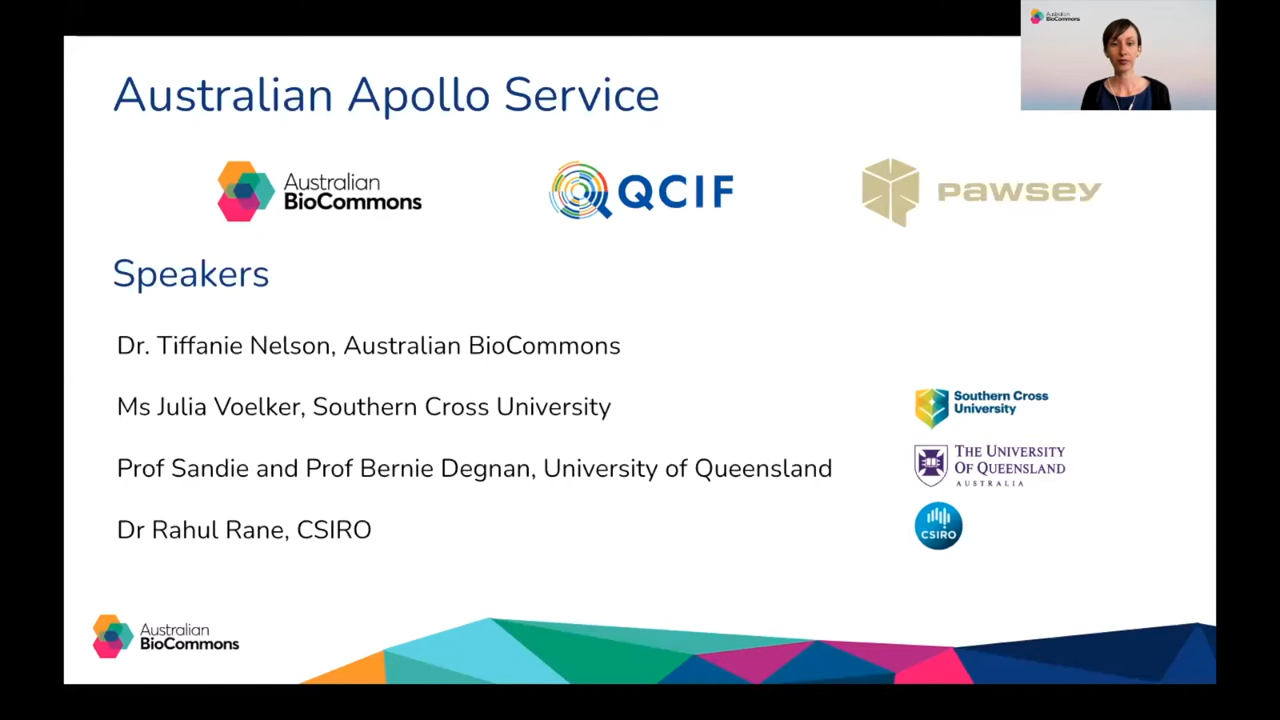 Australian
BioCommons
Australian Apollo Service
Australian
BioCommons
QCIF
PAWSEY
Speakers
Dr. Tiffanie Nelson, Australian BioCommons
Ms Julia Voelker, Southern Cross University
Southern Cross
University
Prof Sandie and Prof Bernie Degnan, University of Queensland
THE UNIVERSITY
OF QUEENSLAND
AUSTRALIA
Dr Rahul Rane, CSIRO
CSIRO
Australian
BioCommons